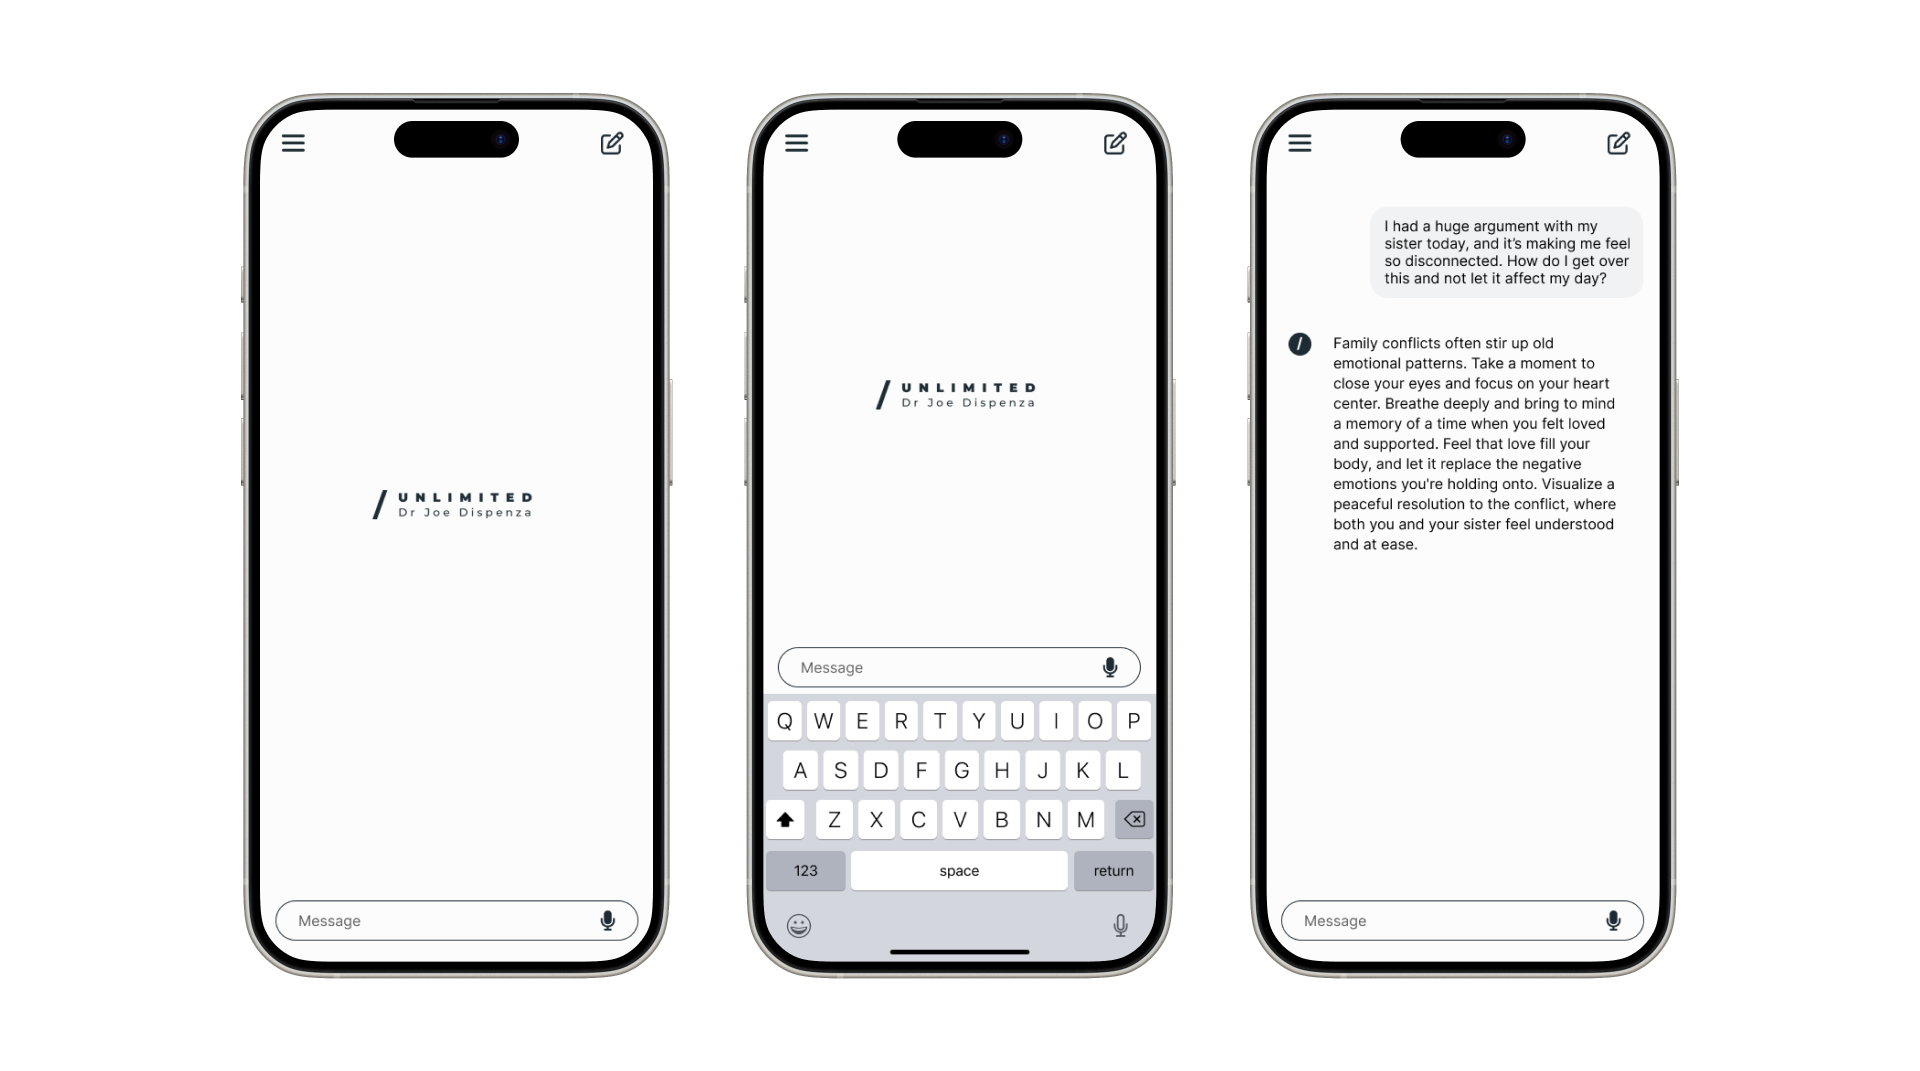 UNLIMITED
Dr Joe Dispenza
Message
UNLIMITED
Dr Joe Dispenza
Message
Q W E R T Y U I O P
A S D F G H J K L
Z X C V B N M
123 space return
I had a huge argument with my
sister today, and it's making me feel
so disconnected. How do I get over
this and not let it affect my day?
Family conflicts often stir up old
emotional patterns. Take a moment to
close your eyes and focus on your heart
center. Breathe deeply and bring to mind
a memory of a time when you felt loved
and supported. Feel that love fill your
body, and let it replace the negative
emotions you're holding onto. Visualize a
peaceful resolution to the conflict, where
both you and your sister feel understood
and at ease.
Message